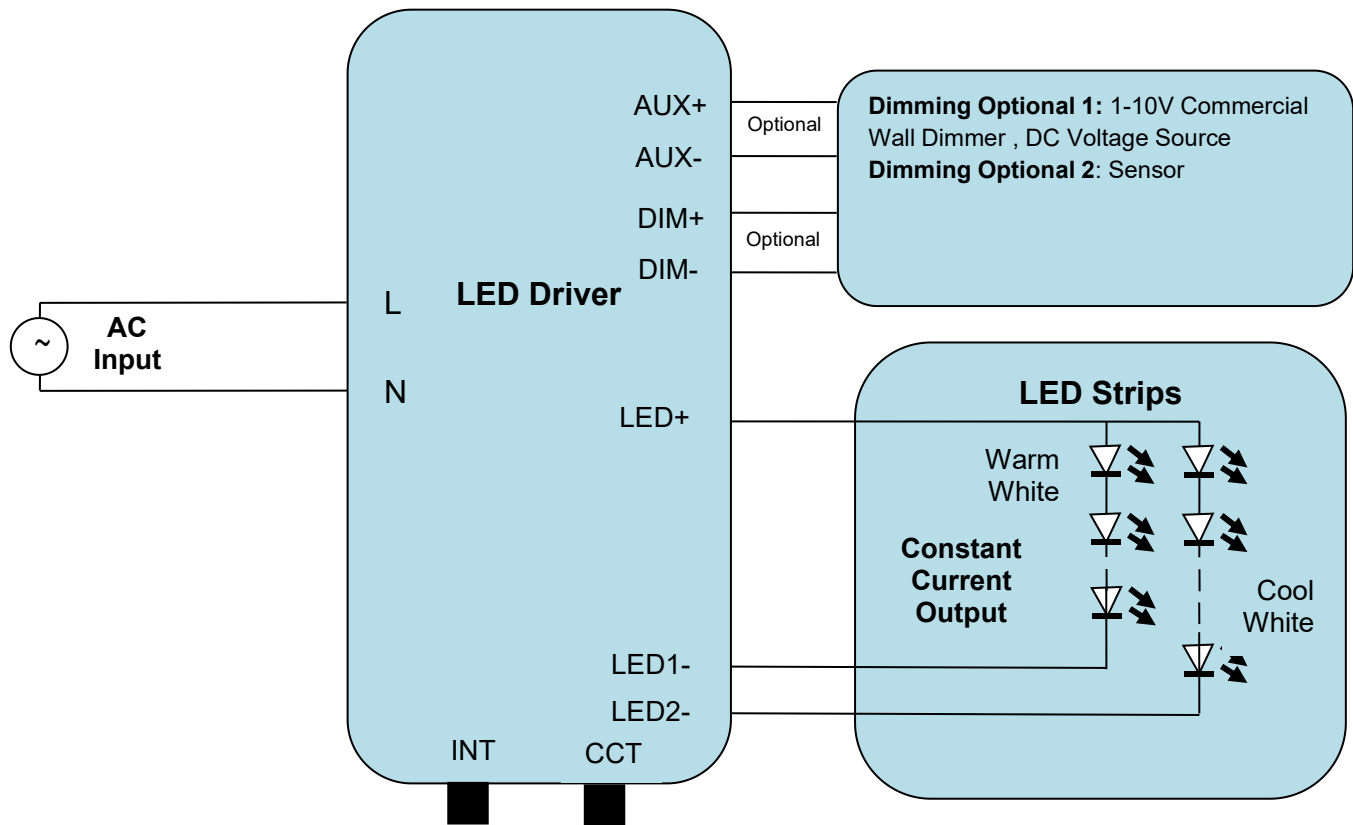 AUX+
Optional
AUX-
DIM+
Optional
DIM-
Dimming Optional 1: 1-10V Commercial
Wall Dimmer , DC Voltage Source
Dimming Optional 2: Sensor
~
AC
Input
L
N
LED Driver
LED+
LED1-
LED2-
INT
CCT
LED Strips
Warm
White
Constant
Current
Output
Cool
White